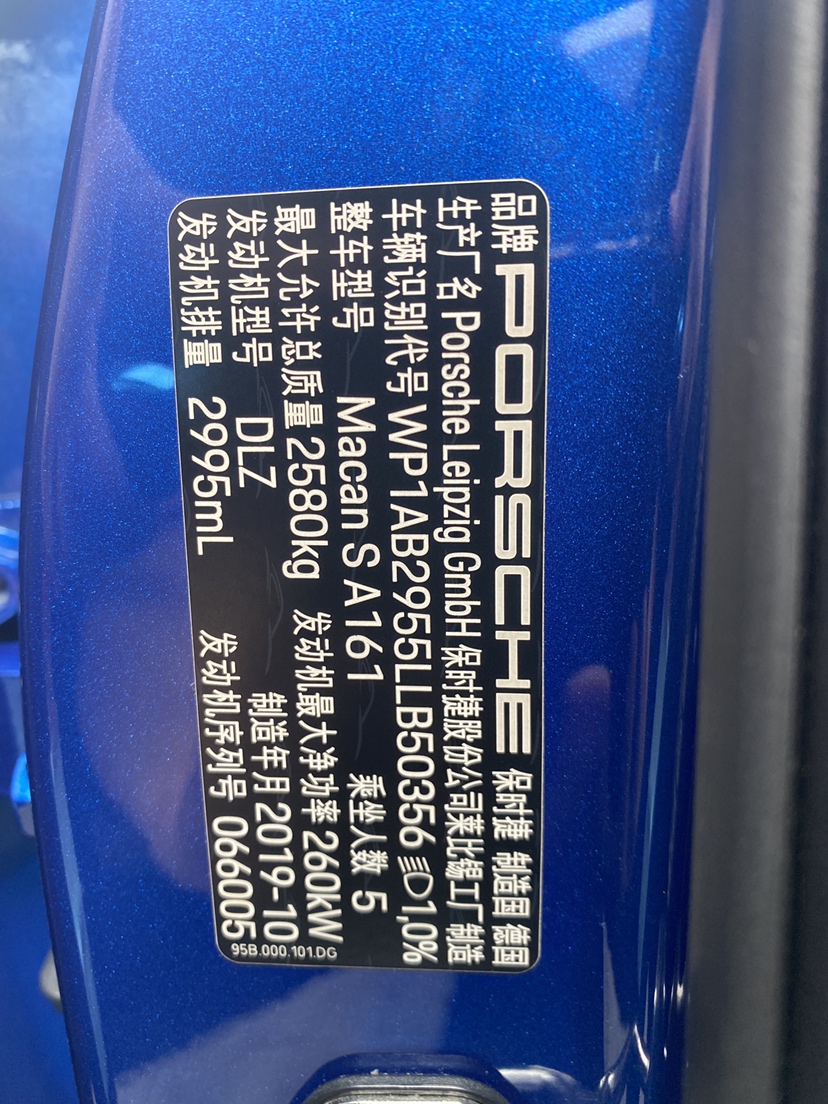 品牌 PORSCHE 保时捷 制造国 德国
生产厂名 Porsche Leipzig GmbH 保时捷股份公司莱比锡工厂制造
车辆识别代号 WP1AB2955LLB50356 1,0%
整车型号 Macan S A161 乘坐人数 5
最大允许总质量 2580kg 发动机最大净功率 260kW
发动机型号 DLZ 制造年月 2019-10
发动机排量 2995mL 发动机序列号 066005
95B.000.101.DG